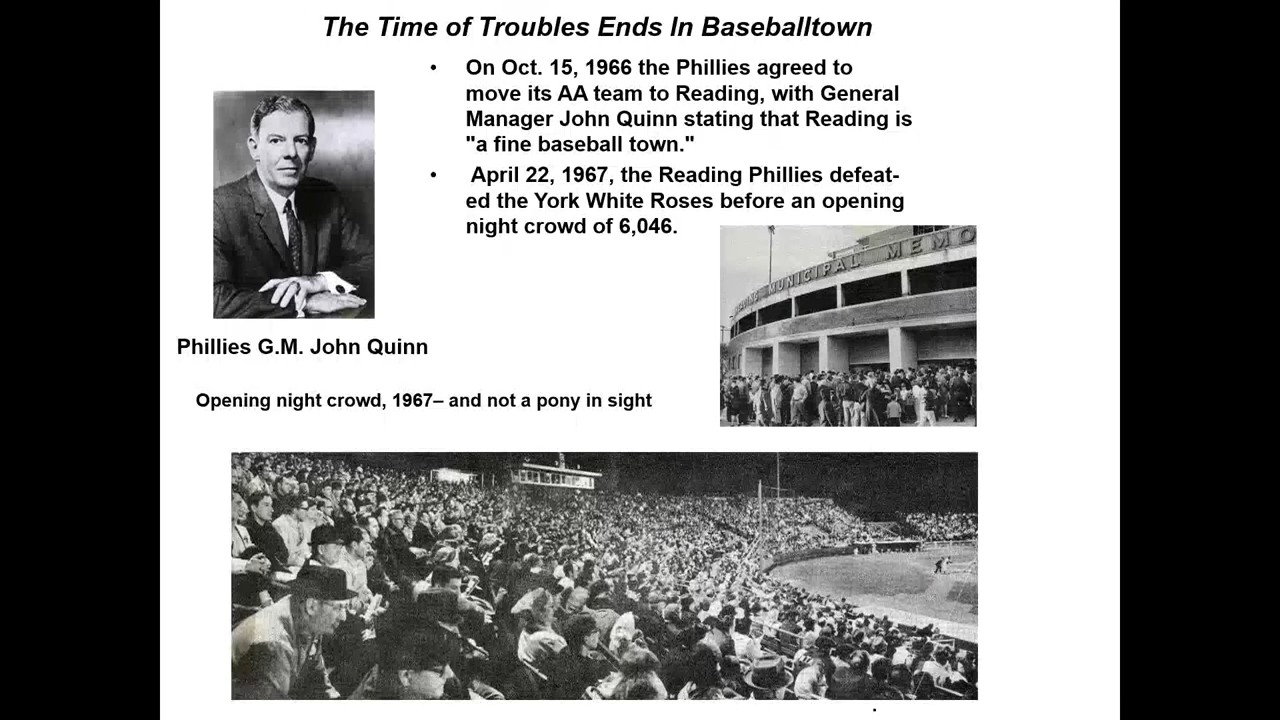 The Time of Troubles Ends In Baseballtown
• On Oct. 15, 1966 the Phillies agreed to
move its AA team to Reading, with General
Manager John Quinn stating that Reading is
"a fine baseball town."
• April 22, 1967, the Reading Phillies defeat-
ed the York White Roses before an opening
night crowd of 6,046.
READING MUNICIPAL MEMO
Phillies G.M. John Quinn
Opening night crowd, 1967– and not a pony in sight
.